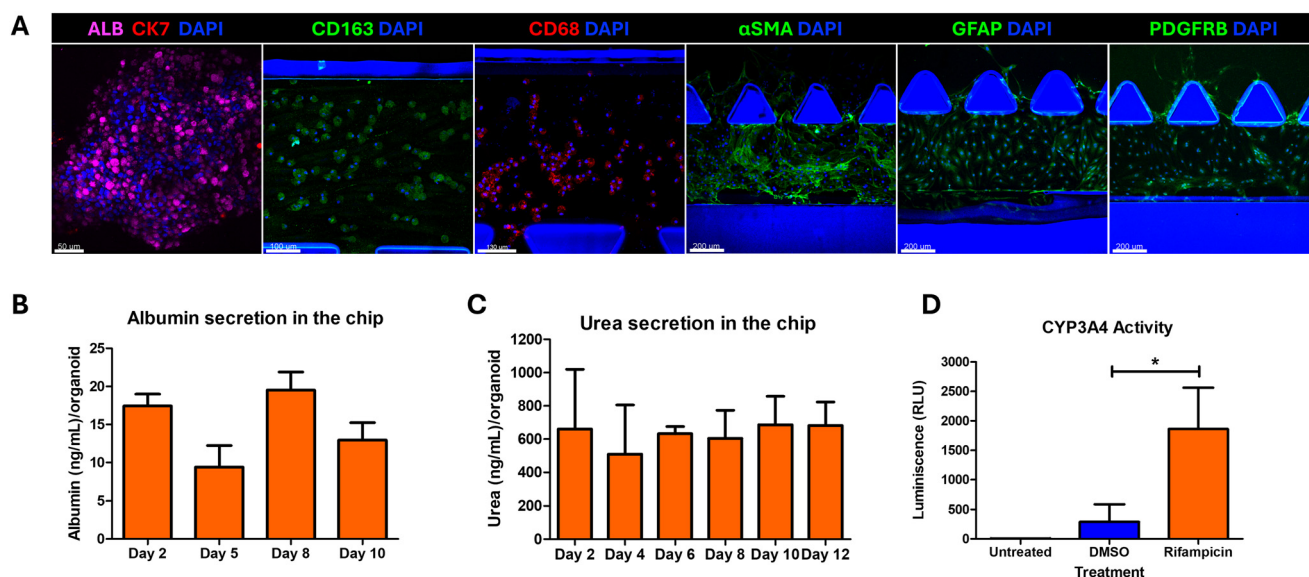 A
ALB CK7 DAPI
CD163 DAPI
CD68 DAPI
αSMA DAPI
GFAP DAPI
PDGFRB DAPI
50 um
100 um
130 um
200 um
200 um
200 um
B
Albumin secretion in the chip
Albumin (ng/mL)/organoid
25
20
15
10
5
0
Day 2
Day 5
Day 8
Day 10
C
Urea secretion in the chip
Urea (ng/mL)/organoid
1200
1000
800
600
400
200
0
Day 2
Day 4
Day 6
Day 8
Day 10
Day 12
D
CYP3A4 Activity
Luminiscence (RLU)
3000
2500
2000
1500
1000
500
0
*
Untreated
DMSO
Rifampicin
Treatment